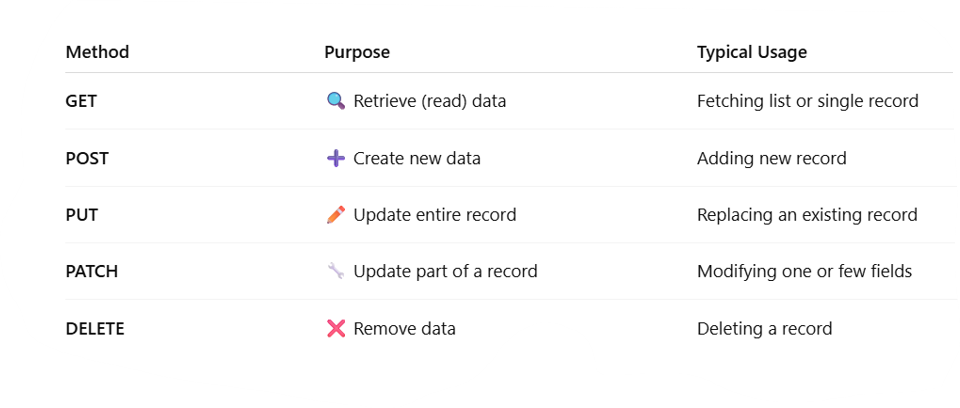 Method Purpose Typical Usage
GET 🔍 Retrieve (read) data Fetching list or single record
POST ➕ Create new data Adding new record
PUT ✏️ Update entire record Replacing an existing record
PATCH 🔧 Update part of a record Modifying one or few fields
DELETE ❌ Remove data Deleting a record